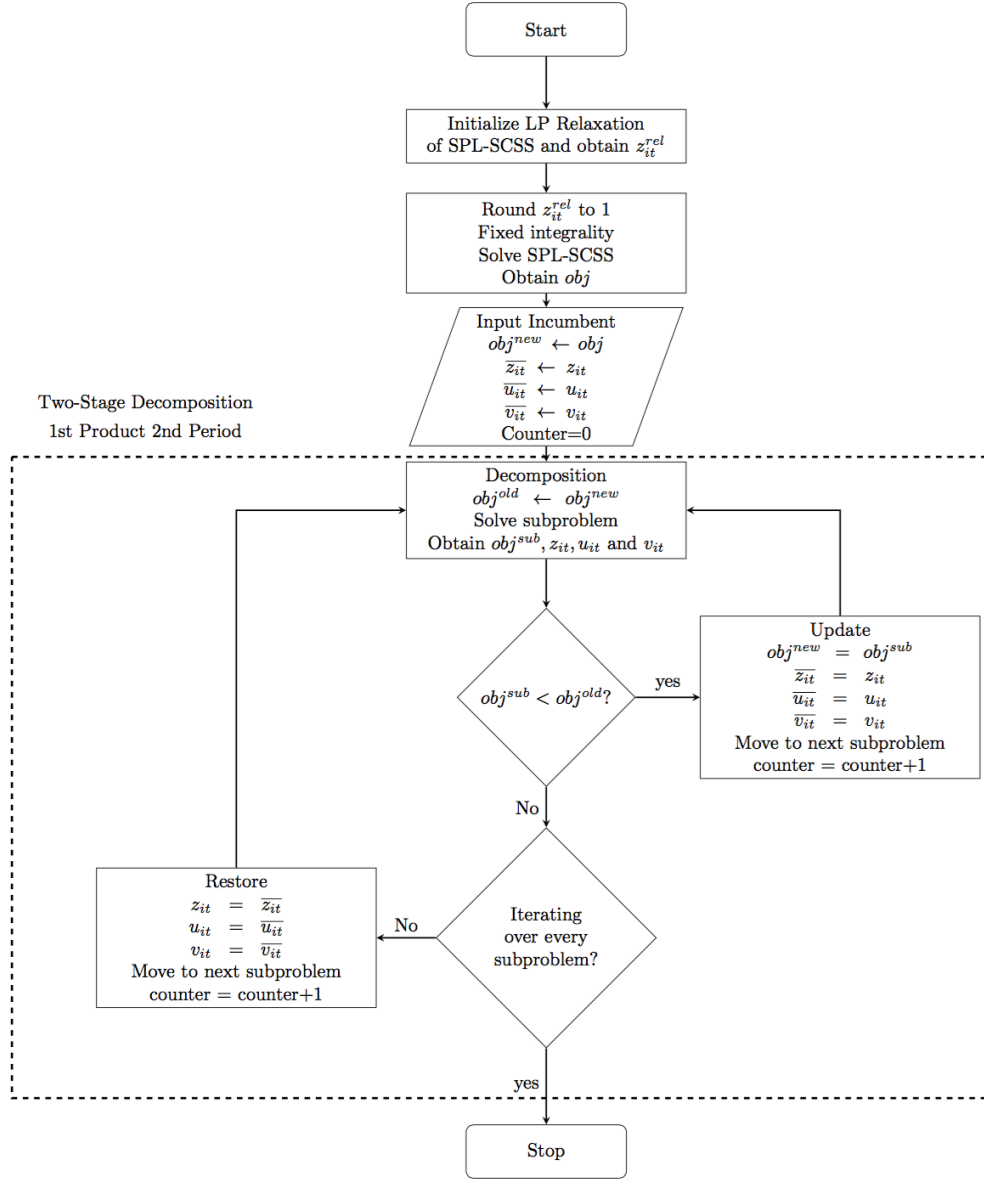 Start
Initialize LP Relaxation
of SPL-SCSS and obtain $z_{it}^{rel}$
Round $z_{it}^{rel}$ to 1
Fixed integrality
Solve SPL-SCSS
Obtain $obj$
Input Incumbent
$obj^{new} \leftarrow obj$
$\overline{z_{it}} \leftarrow z_{it}$
$\overline{u_{it}} \leftarrow u_{it}$
$\overline{v_{it}} \leftarrow v_{it}$
Counter=0
Two-Stage Decomposition
1st Product 2nd Period
Decomposition
$obj^{old} \leftarrow obj^{new}$
Solve subproblem
Obtain $obj^{sub}, z_{it}, u_{it}$ and $v_{it}$
$obj^{sub} < obj^{old}$?
yes
Update
$obj^{new} = obj^{sub}$
$\overline{z_{it}} = z_{it}$
$\overline{u_{it}} = u_{it}$
$\overline{v_{it}} = v_{it}$
Move to next subproblem
counter = counter+1
No
Iterating
over every
subproblem?
No
Restore
$z_{it} = \overline{z_{it}}$
$u_{it} = \overline{u_{it}}$
$v_{it} = \overline{v_{it}}$
Move to next subproblem
counter = counter+1
yes
Stop